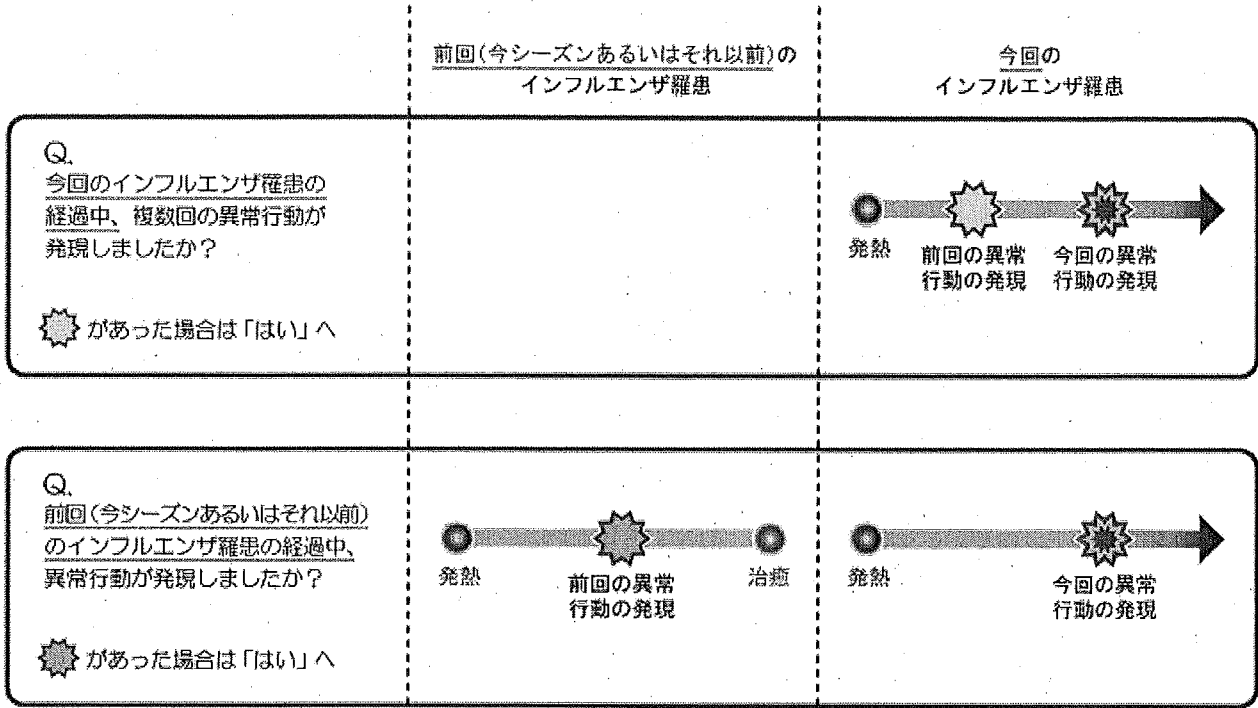 前回(今シーズンあるいはそれ以前)の
インフルエンザ罹患
今回の
インフルエンザ罹患
Q.
今回のインフルエンザ罹患の
経過中、複数回の異常行動が
発現しましたか？
があった場合は「はい」へ
発熱
前回の異常
行動の発現
今回の異常
行動の発現
Q.
前回(今シーズンあるいはそれ以前)
のインフルエンザ罹患の経過中、
異常行動が発現しましたか？
があった場合は「はい」へ
発熱
前回の異常
行動の発現
治癒
発熱
今回の異常
行動の発現